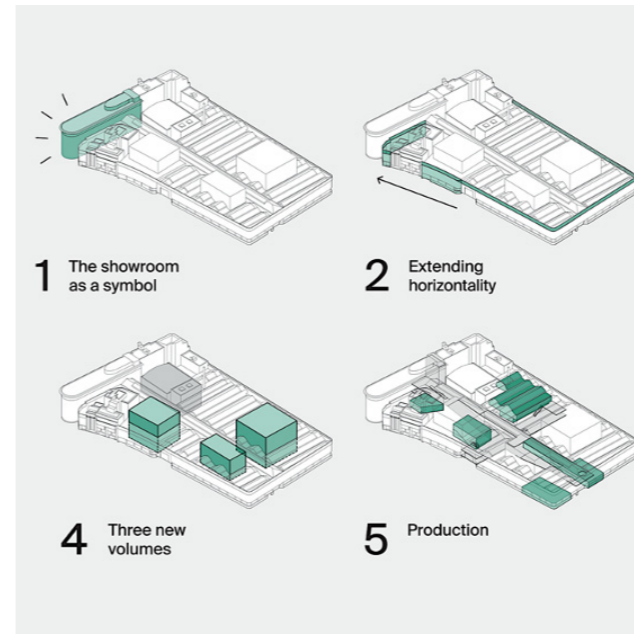 1
The showroom
as a symbol
2
Extending
horizontality
4
Three new
volumes
5
Production